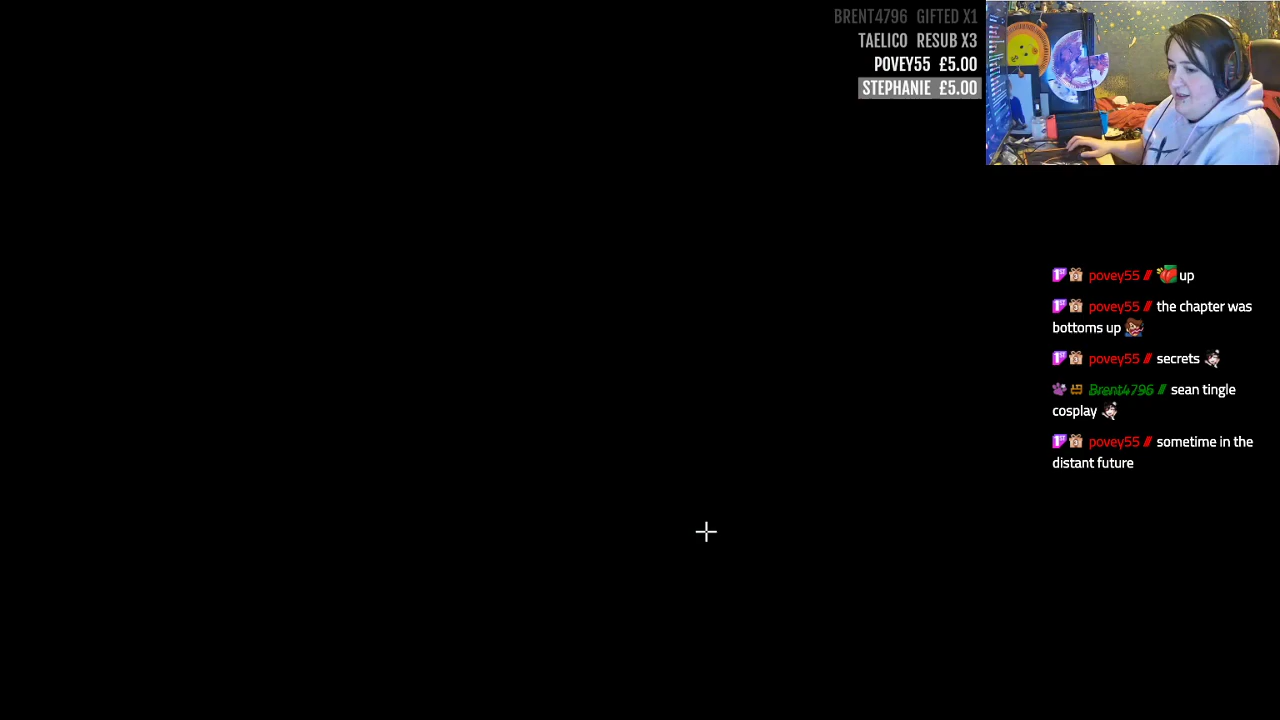 BRENT4796 GIFTED X1
TAELICO RESUB X3
POVEY55 £5.00
STEPHANIE £5.00
povey55 // up
povey55 // the chapter was
bottoms up
povey55 // secrets
Brent4796 // sean tingle
cosplay
povey55 // sometime in the
distant future